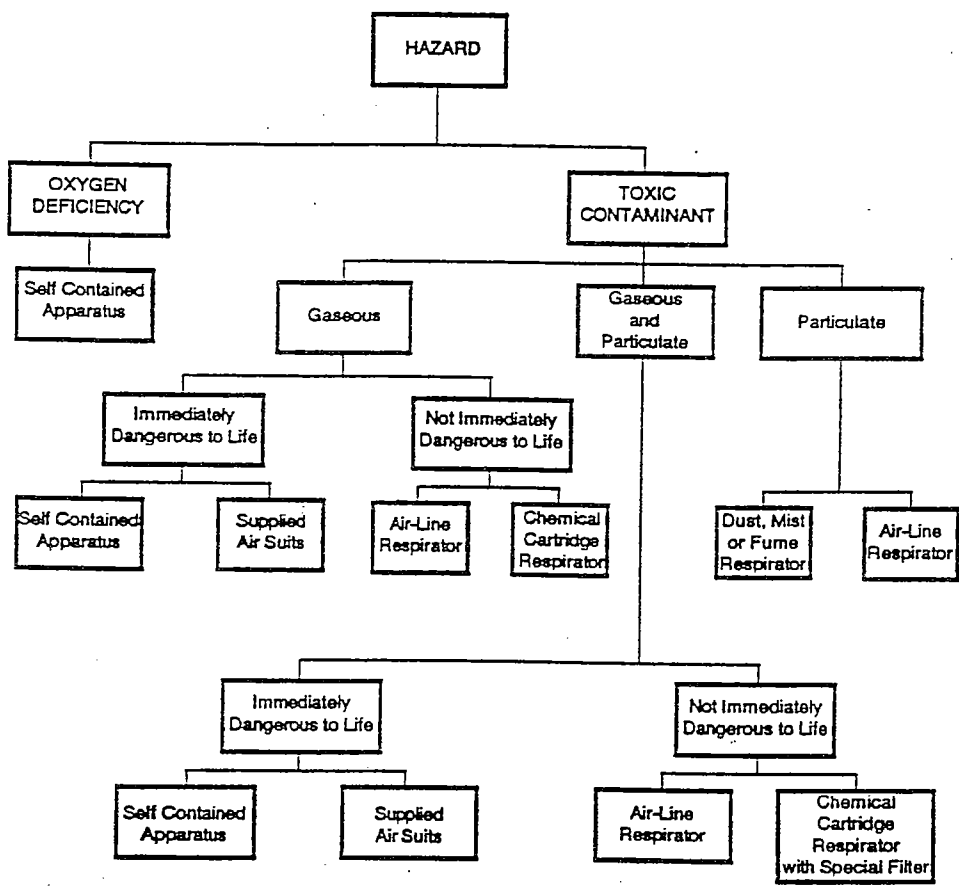 HAZARD
OXYGEN
DEFICIENCY
TOXIC
CONTAMINANT
Self Contained
Apparatus
Gaseous
Gaseous
and
Particulate
Particulate
Immediately
Dangerous to Life
Not Immediately
Dangerous to Life
Self Contained
Apparatus
Supplied
Air Suits
Air-Line
Respirator
Chemical
Cartridge
Respirator
Dust, Mist
or Fume
Respirator
Air-Line
Respirator
Immediately
Dangerous to Life
Not Immediately
Dangerous to Life
Self Contained
Apparatus
Supplied
Air Suits
Air-Line
Respirator
Chemical
Cartridge
Respirator
with Special Filter